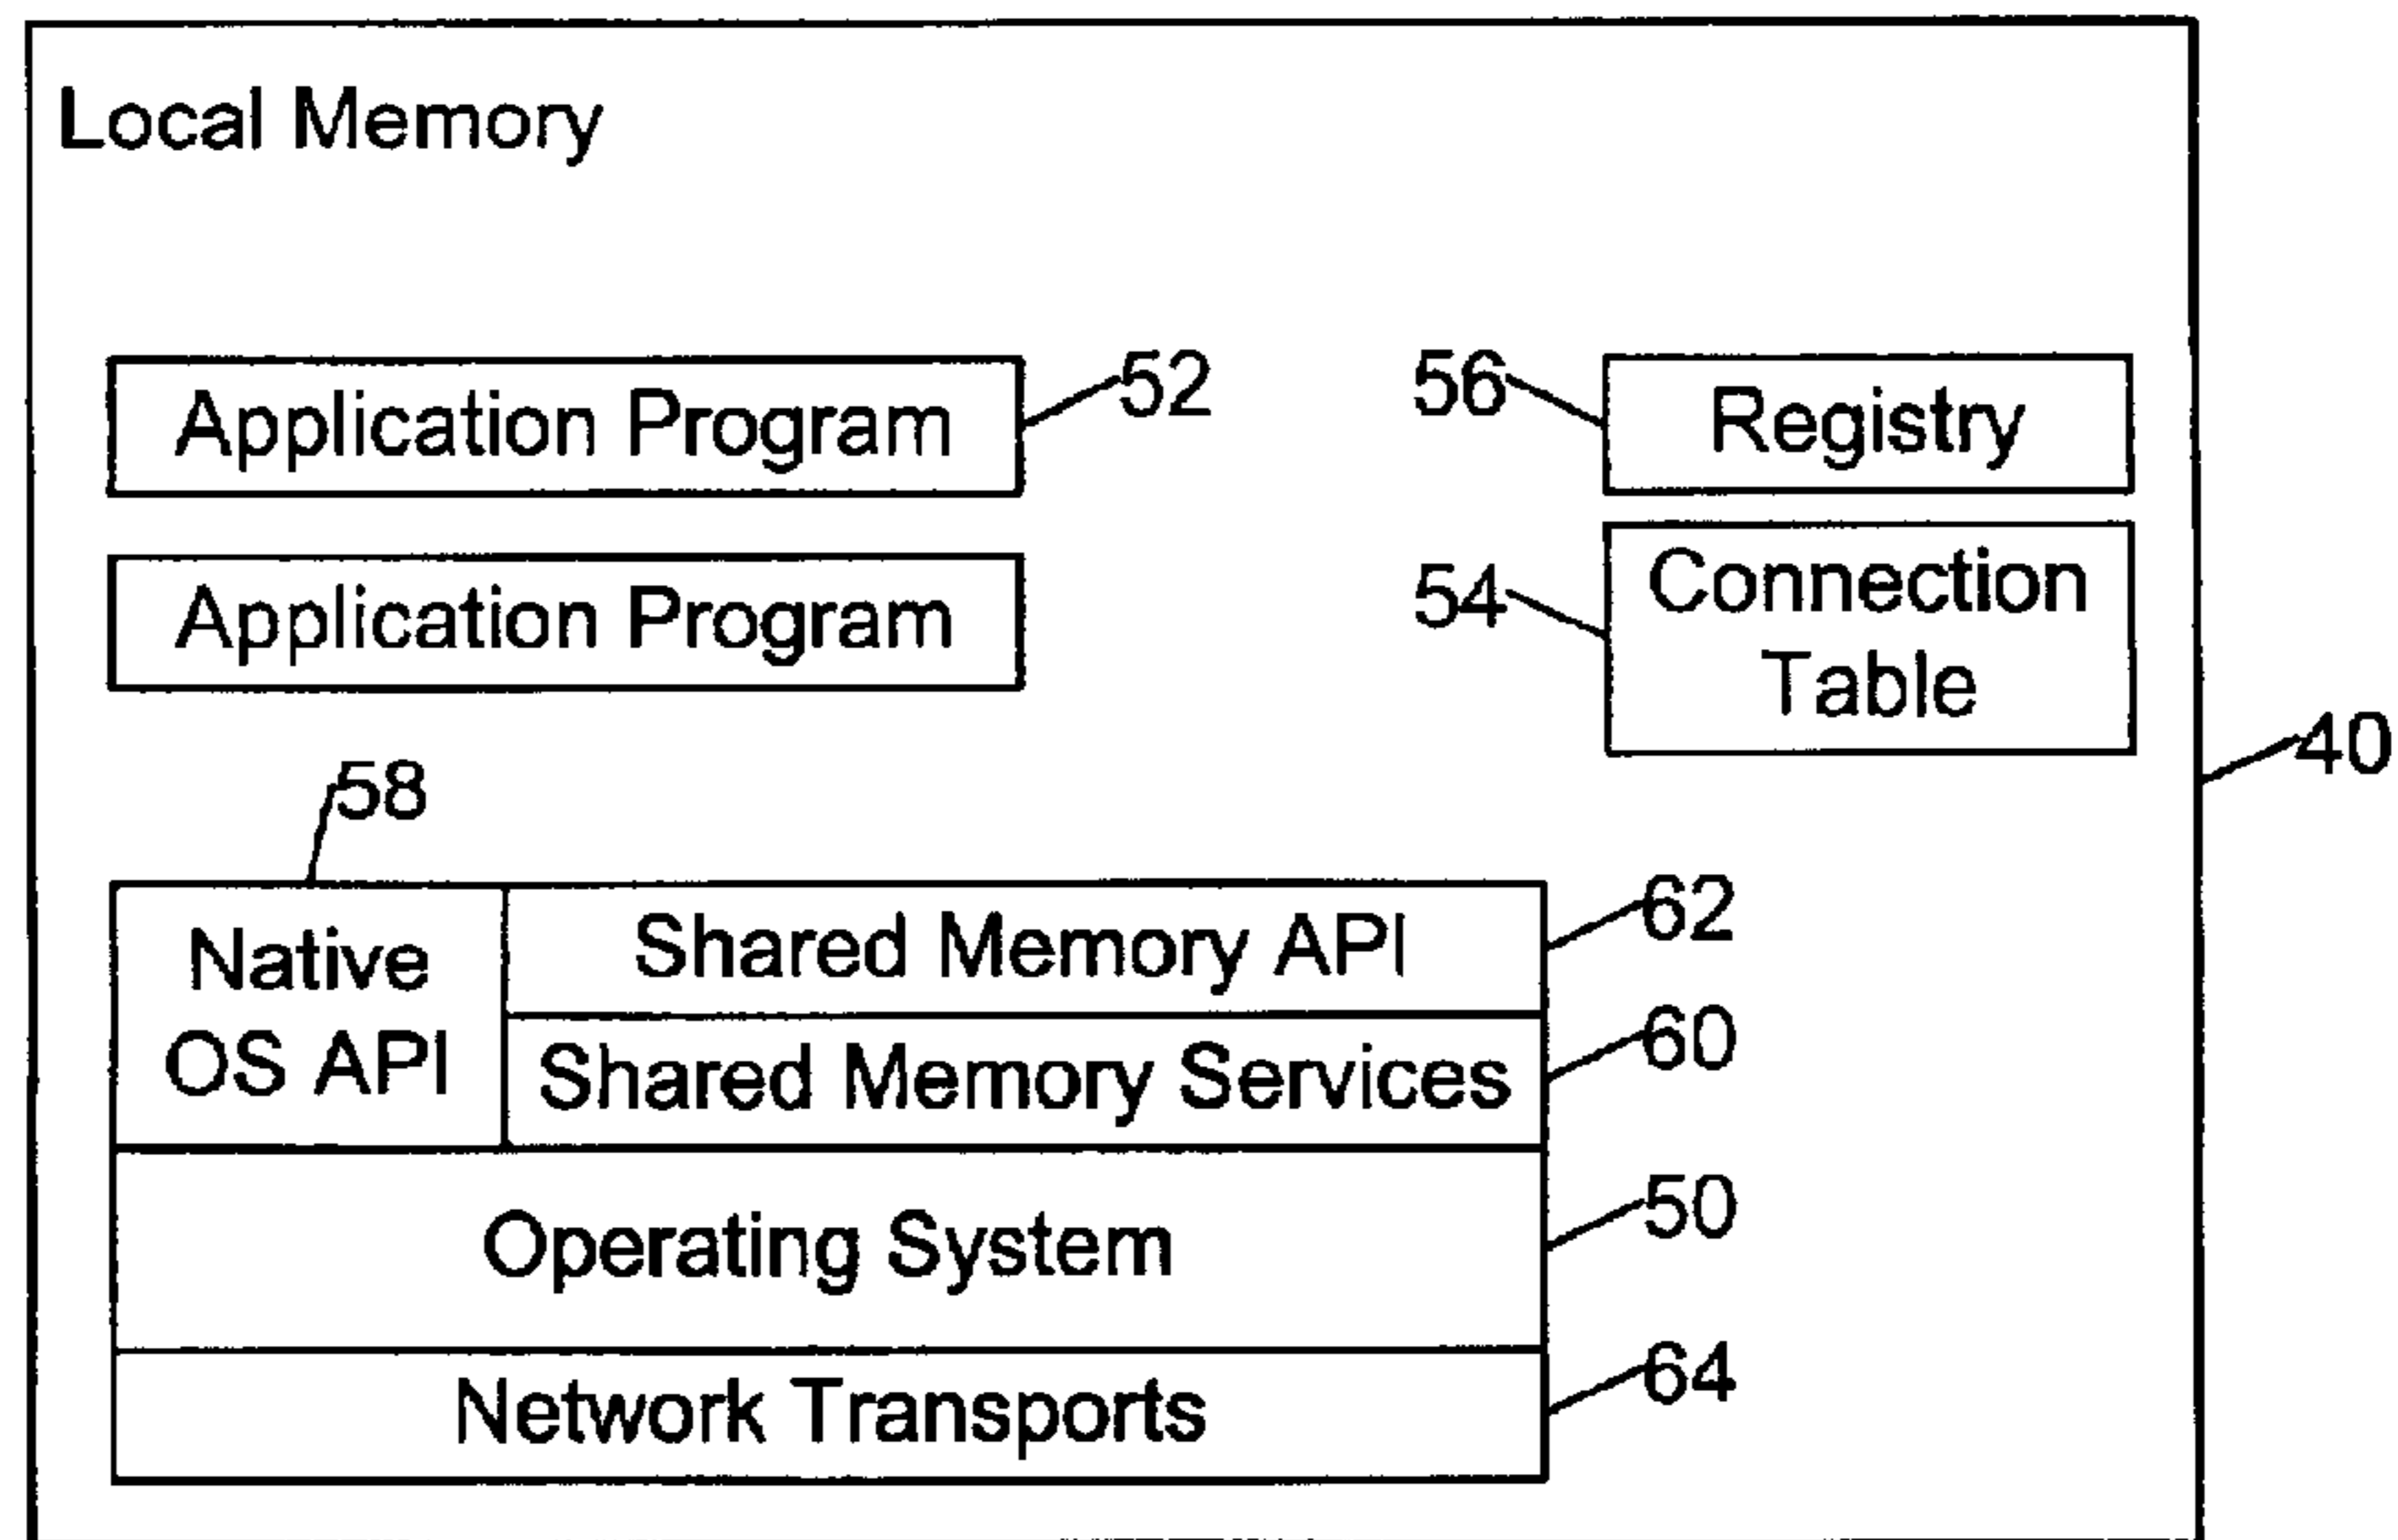 Local Memory
Application Program
52
56
Registry
Application Program
54
Connection
Table
40
58
Native
OS API
Shared Memory API
62
Shared Memory Services
60
Operating System
50
Network Transports
64